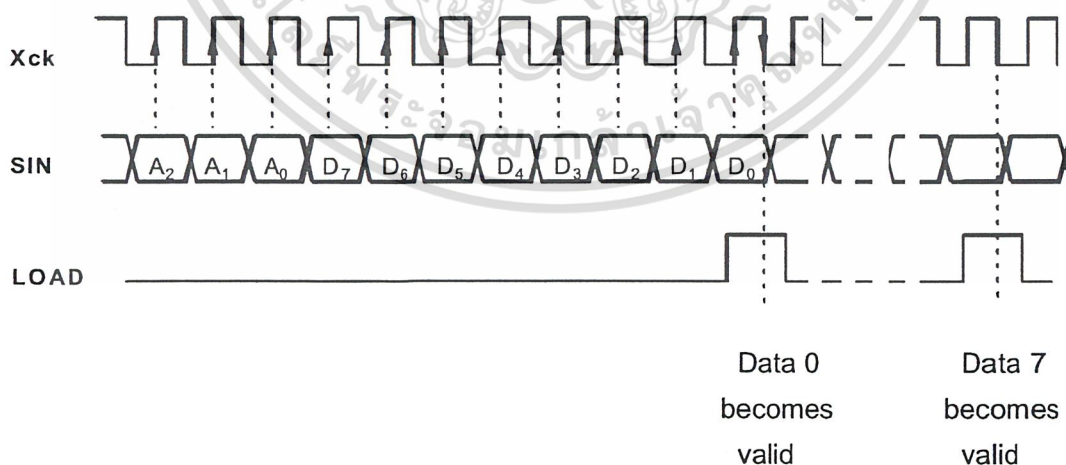 Xck
SIN A₂ A₁ A₀ D₇ D₆ D₅ D₄ D₃ D₂ D₁ D₀
LOAD
Data 0 Data 7
becomes becomes
valid valid